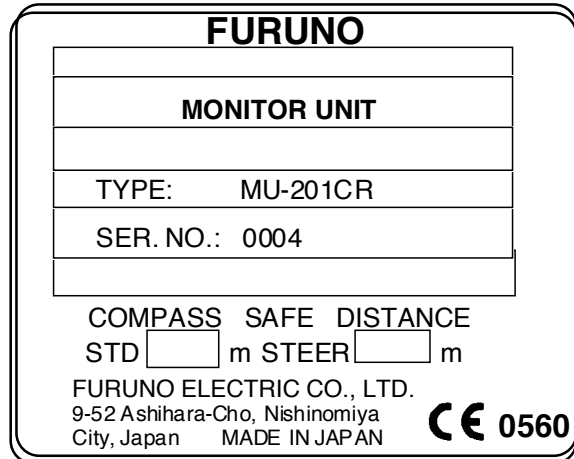 FURUNO
MONITOR UNIT
TYPE: MU-201CR
SER. NO.: 0004
COMPASS SAFE DISTANCE
STD m STEER m
FURUNO ELECTRIC CO., LTD.
9-52 Ashihara-Cho, Nishinomiya
City, Japan MADE IN JAPAN
CE 0560